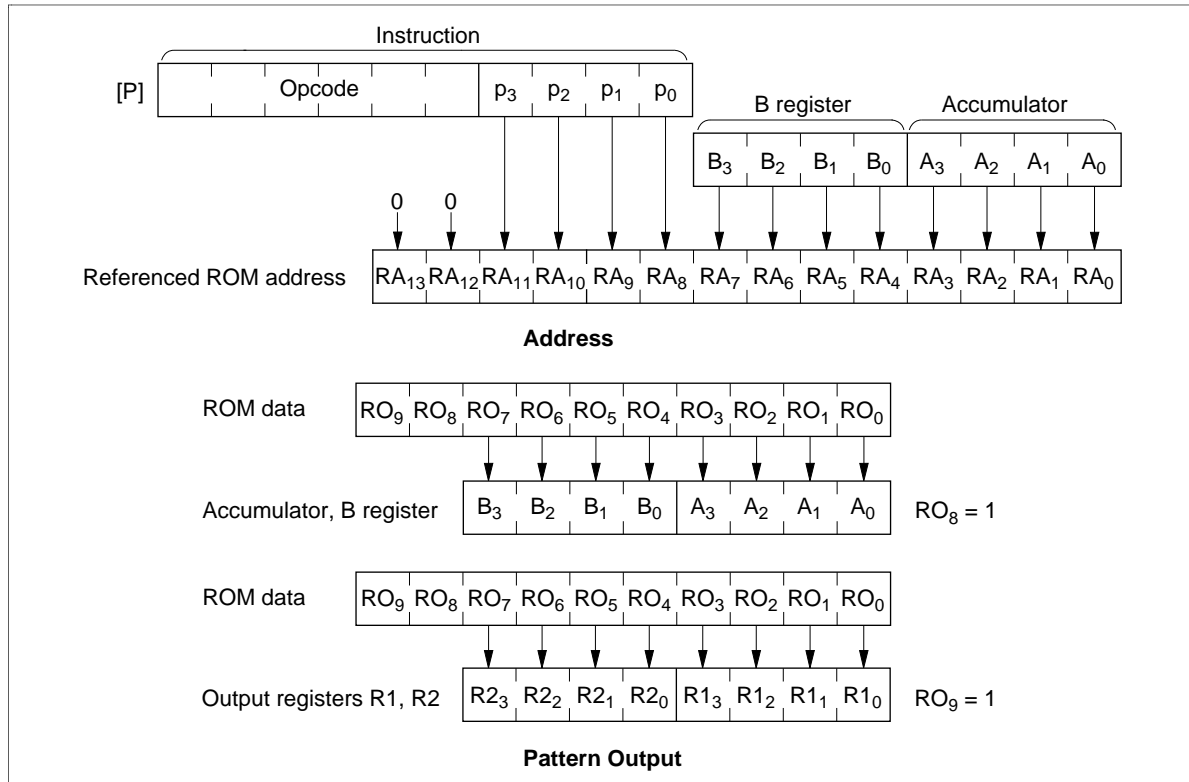 Instruction
[P] Opcode p3 p2 p1 p0
B register Accumulator
B3 B2 B1 B0 A3 A2 A1 A0
0 0
Referenced ROM address RA13 RA12 RA11 RA10 RA9 RA8 RA7 RA6 RA5 RA4 RA3 RA2 RA1 RA0
Address
ROM data RO9 RO8 RO7 RO6 RO5 RO4 RO3 RO2 RO1 RO0
Accumulator, B register B3 B2 B1 B0 A3 A2 A1 A0 RO8 = 1
ROM data RO9 RO8 RO7 RO6 RO5 RO4 RO3 RO2 RO1 RO0
Output registers R1, R2 R23 R22 R21 R20 R13 R12 R11 R10 RO9 = 1
Pattern Output